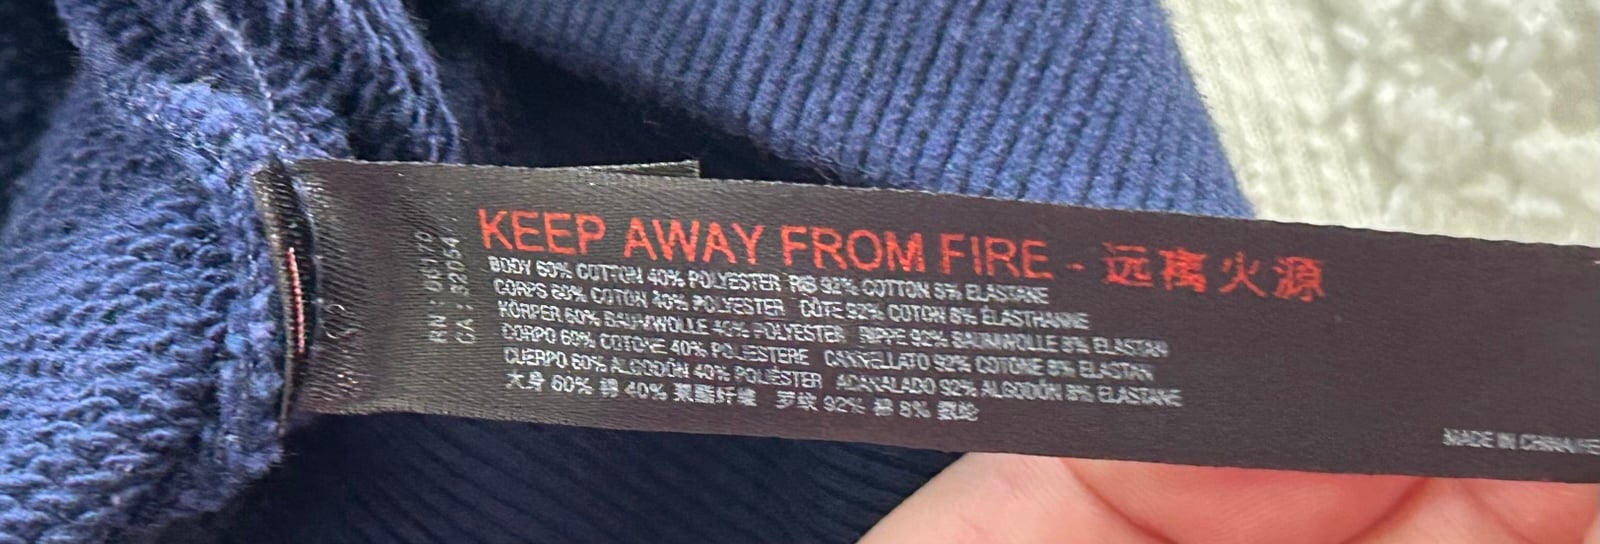 KEEP AWAY FROM FIRE - 远离火源
BODY 60% COTTON 40% POLYESTER RIB 92% COTTON 8% ELASTANE
CORPS 60% COTON 40% POLYESTER CÔTE 92% COTON 8% ÉLASTHANNE
KÖRPER 60% BAUMWOLLE 40% POLYESTER RIPPE 92% BAUMWOLLE 8% ELASTAN
CORPO 60% COTONE 40% POLIESTERE CANNELLATO 92% COTONE 8% ELASTAN
CUERPO 60% ALGODÓN 40% POLIÉSTER ACANALADO 92% ALGODÓN 8% ELASTANE
大身 60% 棉 40% 聚酯纤维 罗纹 92% 棉 8% 氨纶
RN :
CA : 32054
MADE IN CHINA